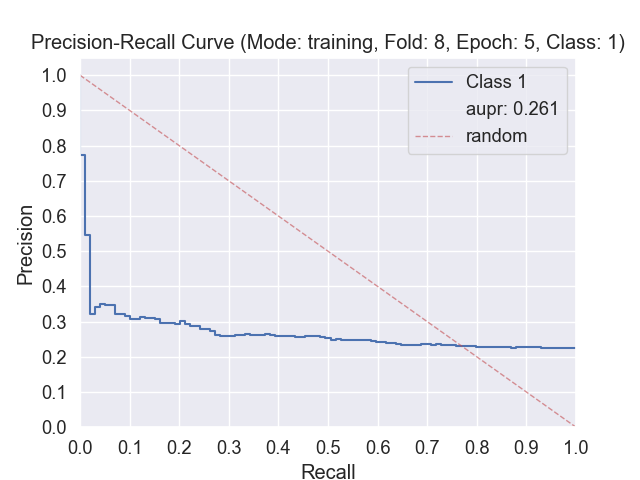 Precision-Recall Curve (Mode: training, Fold: 8, Epoch: 5, Class: 1)
Class 1
aupr: 0.261
random
Precision
1.0
0.9
0.8
0.7
0.6
0.5
0.4
0.3
0.2
0.1
0.0
0.0 0.1 0.2 0.3 0.4 0.5 0.6 0.7 0.8 0.9 1.0
Recall